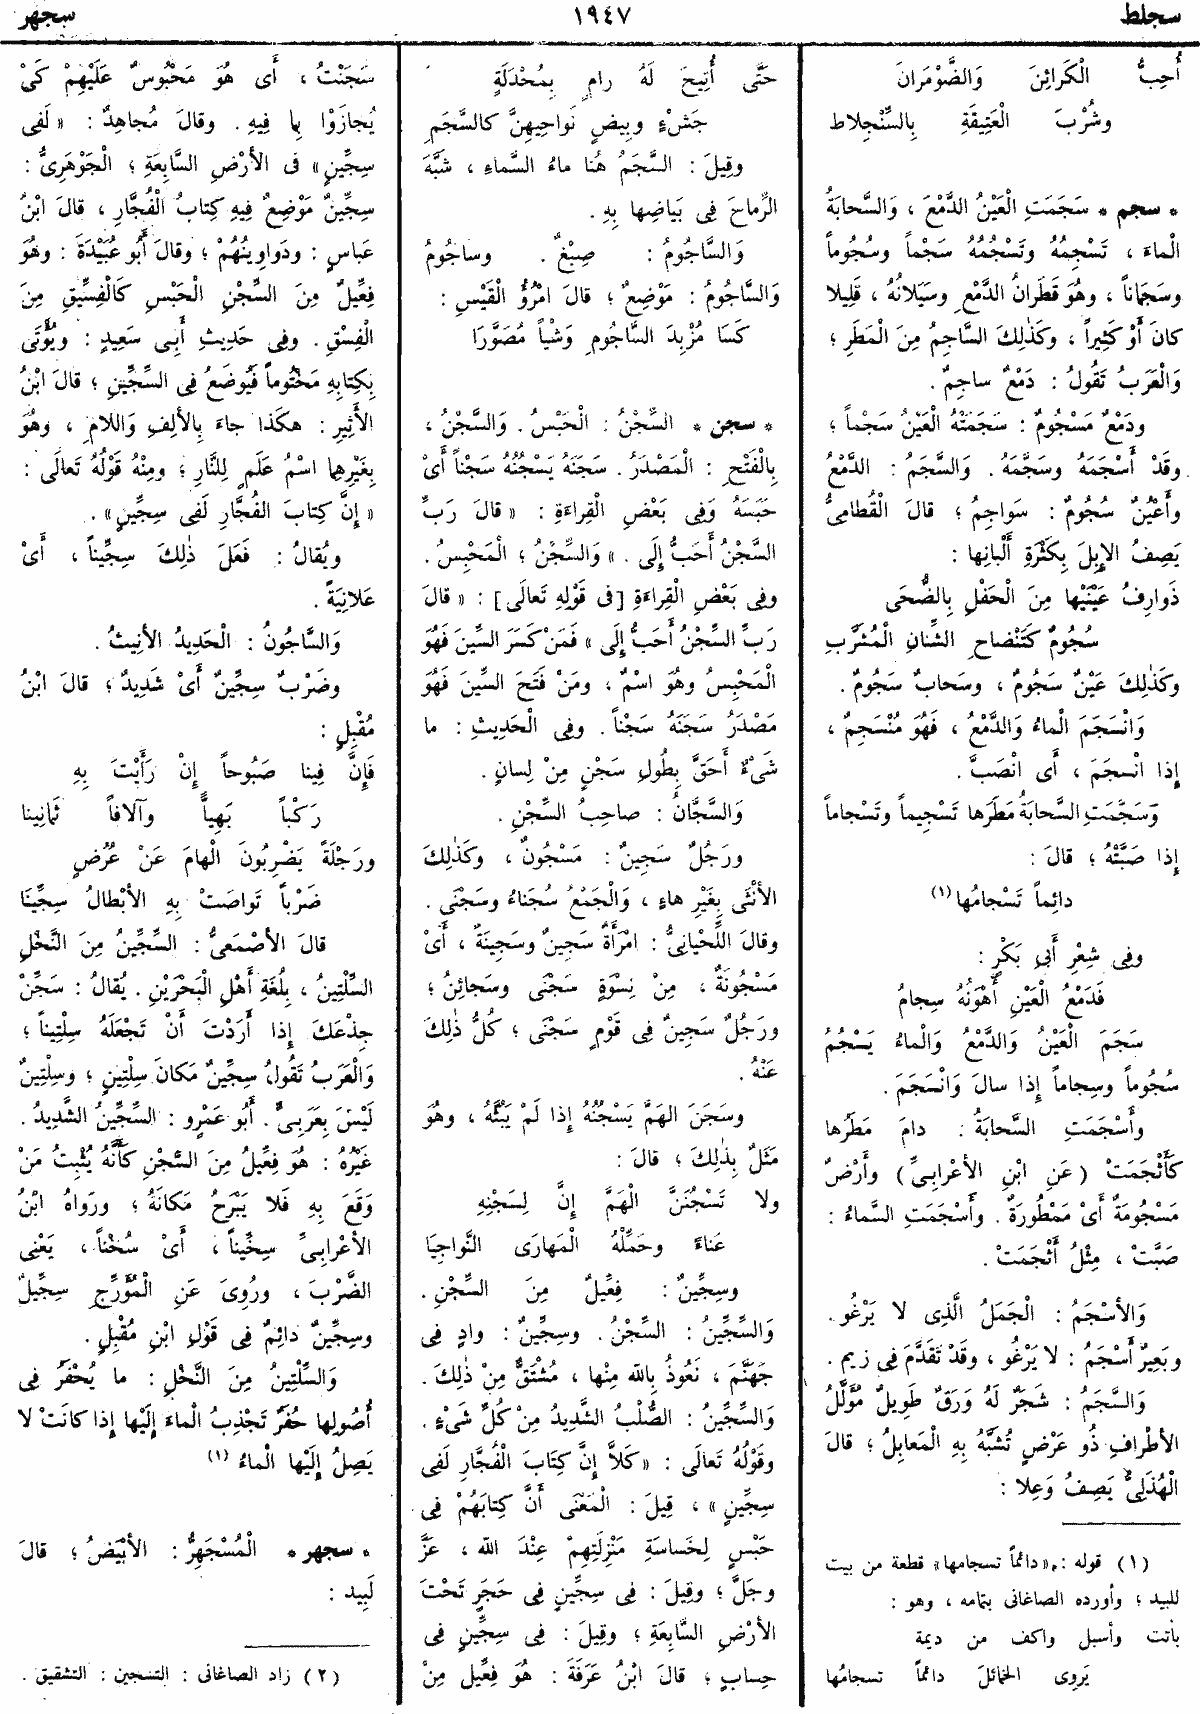 سجلط
١٩٤٧
سجهر
أُحِبُّ الْكَرائِنَ وَالضَّوْمَرانَ
وشُرْبَ الْعَتِيقَةِ بِالسِّنْجِلاط
* سجم * سَجَمَتِ الْعَيْنُ الدَّمْعَ ، وَالسَّحابَةُ
الْماءَ ، تَسْجِمُهُ وتَسْجُمُهُ سَجْماً وسُجُوماً
وسَجَماناً ، وهُوَ قَطَرانُ الدَّمْعِ وسَيَلانُهُ ، قَلِيلا
كانَ أَوْ كَثِيراً ، وكَذٰلِكَ السَّاجِمُ مِنَ الْمَطَرِ ؛
وَالْعَرَبُ تَقُولُ : دَمْعٌ ساجِمٌ .
ودَمْعٌ مَسْجُومٌ : سَجَمَتْهُ الْعَيْنُ سَجْماً ؛
وقَدْ أَسْجَمَهُ وسَجَّمَهُ . وَالسَّجَمُ : الدَّمْعُ
وأَعْيُنٌ سُجُومٌ : سَواجِمُ ؛ قالَ الْقُطامِىُّ
يَصِفُ الإِبِلَ بِكَثْرَةِ أَلْبانِها :
ذَوارِفُ عَيْنَيْها مِنَ الْحَفْلِ بِالضُّحَى
سُجُومٌ كَتَنْضاحِ الشِّنانِ الْمُشَرَّبِ
وكَذٰلِكَ عَيْنٌ سَجُومٌ ، وسَحابٌ سَجُومٌ .
وَانْسَجَمَ الْماءُ وَالدَّمْعُ ، فَهُوَ مُنْسَجِمٌ ،
إِذا انْسجَمَ ، أَى انْصَبَّ .
وَسَجَّمَتِ السَّحابَةُ مَطَرَها تَسْجِيماً وتَسْجاماً
إِذا صَبَّتْهُ ؛ قالَ :
دائِماً تَسْجامُها (١)
وفِى شِعْرِ أَبِى بَكْرٍ :
فَدَمْعُ الْعَيْنِ أَهْوَنُهُ سِجامُ
سَجَمَ الْعَيْنُ وَالدَّمْعُ وَالْماءُ يَسْجُمُ
سُجُوماً وسِجاماً إِذا سالَ وَانْسَجَمَ .
وأَسْجَمَتِ السَّحابَةُ : دامَ مَطَرُها
كَأَثْجَمَتْ (عَنِ ابْنِ الأَعْرابِىِّ) وأَرْضٌ
مَسْجُومَةٌ أَىْ مَمْطُورَةٌ . وأَسْجَمَتِ السَّماءُ :
صَبَّتْ ، مِثْلُ أَثْجَمَتْ .
وَالأَسْجَمُ : الْجَمَلُ الَّذِى لا يَرْغُو .
وبَعِيرٌ أَسْجَمُ : لا يَرْغُو ، وقَدْ تَقَدَّمَ فِى زيم .
وَالسَّجَمُ : شَجَرٌ لَهُ وَرَقٌ طَوِيلٌ مُؤَلَّلُ
الأَطْرافِ ذُو عَرْضٍ تُشَبَّهُ بِهِ الْمَعابِلُ ؛ قالَ
الْهُذَلِىُّ يَصِفُ وَعِلا :
(١) قوله : «دائماً تسجامها» قطعة من بيت
للبيد ؛ وأورده الصاغانى بتمامه ، وهو :
باتت وأسبل واكف من ديمة
يَروِى الخمائلَ دائماً تسجامُها
حَتَّى أُتِيحَ لَهُ رامٍ بِمُحْدَلَةٍ
جَشْءٍ وبِيضٍ نَواحِيهِنَّ كالسَّجَمِ
وقِيلَ : السَّجَمُ هُنا ماءُ السَّماءِ ، شَبَّهَ
الرِّماحَ فِى بَياضِها بِهِ .
وَالسَّاجُومُ : صِبْغٌ . وساجُومُ
وَالسَّاجُومُ : مَوْضِعٌ ؛ قالَ امْرُؤُ الْقَيْسِ :
كَسَا مُزْبِدَ السَّاجُومِ وَشْياً مُصَوَّرَا
* سجن * السِّجْنُ : الْحَبْسُ . وَالسَّجْنُ ،
بِالْفَتْحِ : الْمَصْدَرُ . سَجَنَهُ يَسْجُنُهُ سَجْناً أَىْ
حَبَسَهُ وَفِى بَعْضِ الْقِراءَةِ : « قالَ رَبِّ
السَّجْنُ أَحَبُّ إِلَى . » وَالسِّجْنُ ؛ الْمَحْبِسُ .
وفِى بَعْضِ الْقِراءَةِ [فى قَوْلِهِ تَعالَى] : « قالَ
رَبِّ السِّجْنُ أَحَبُّ إِلَى » فَمَنْ كَسَرَ السِّينَ فَهُوَ
الْمَحْبِسُ وهُوَ اسْمٌ ، ومَنْ فَتَحَ السِّينَ فَهُوَ
مَصْدَرُ سَجَنَهُ سَجْناً . وفِى الْحَدِيثِ : ما
شَىْءٌ أَحَقَّ بِطُولِ سَجْنٍ مِنْ لِسانٍ .
وَالسَّجَّانُ : صاحِبُ السِّجْنِ .
ورَجُلٌ سَجِينٌ : مَسْجُونٌ ، وكَذٰلِكَ
الأُنْثَى بِغَيْرِ هاءٍ ، وَالْجَمْعُ سُجَناءُ وسَجْنَى .
وقالَ اللِّحْيانِىُّ : امْرَأَةٌ سَجِينٌ وسَجِينَةٌ ، أَىْ
مَسْجُونَةٌ ، مِنْ نِسْوَةٍ سَجْنَى وسَجائِنُ ؛
ورَجُلٌ سَجِينٌ فِى قَوْمٍ سَجْنَى ؛ كُلُّ ذٰلِكَ
عَنْهُ .
وسَجَنَ الهَمَّ يَسْجُنُهُ إِذا لَمْ يَبُثَّهُ ، وهُوَ
مَثَلٌ بِذٰلِكَ ؛ قالَ :
ولا تَسْجُنَنَّ الْهَمَّ إِنَّ لِسَجْنِهِ
عَناءً وحَمِّلْهُ الْمَهارَى النَّواجِيَا
وسِجِّينٌ : فِعِّيلٌ مِنَ السِّجْنِ .
وَالسِّجِّينُ : السِّجْنُ . وسِجِّينٌ : وادٍ فِى
جَهَنَّمَ ، نَعُوذُ بِاللهِ مِنْها ، مُشْتَقٌّ مِنْ ذٰلِكَ .
وَالسِّجِّينُ : الصُّلْبُ الشَّدِيدُ مِنْ كُلِّ شَىْءٍ .
وقَوْلُهُ تَعالَى : «كَلاَّ إِنَّ كِتابَ الْفُجَّارِ لَفِى
سِجِّينٍ» ، قِيلَ : الْمَعْنَى أَنَّ كِتابَهُمْ فِى
حَبْسٍ لِخَساسَةِ مَنْزِلَتِهِمْ عِنْدَ اللهِ ، عَزَّ
وجَلَّ ؛ وقِيلَ : فِى سِجِّينٍ فِى حَجَرٍ تَحْتَ
الأَرْضِ السَّابِعَةِ ؛ وقِيلَ : فِى سِجِّينٍ فِى
حِسابٍ ؛ قالَ ابْنُ عَرَفَةَ : هُوَ فِعِّيل مِنْ
سَجَنْتُ ، أَى هُوَ مَحْبُوسٌ عَلَيْهِمْ كَىْ
يُجازَوْا بِما فِيهِ . وقالَ مُجاهِدٌ : « لَفِى
سِجِّينٍ» فى الأَرْضِ السَّابِعَةِ ؛ الْجَوْهَرِىُّ :
سِجِّينٌ مَوْضِعٌ فِيهِ كِتابُ الْفُجَّارِ ، قالَ ابْنُ
عَباس : ودَواوِينُهُمْ ؛ وقالَ أَبُو عُبَيْدَةَ : وهُوَ
فِعِّيلٌ مِنَ السِّجْنِ الْحَبْسِ كَالْفِسِّيقِ مِنَ
الْفِسْقِ . وفِى حَدِيثِ أَبِى سَعِيدٍ : ويُؤْتَى
بِكِتابِهِ مَخْتُوماً فَيُوضَعُ فِى السِّجِّينِ ؛ قالَ ابْنُ
الأَثِيرِ : هكَذا جاءَ بِالأَلِفِ وَاللامِ ، وهُوَ
بِغَيْرِهِما اسْمُ عَلَمٍ لِلنَّارِ ؛ ومِنْهُ قَوْلُهُ تَعالَى :
« إِنَّ كِتابَ الفُجَّارِ لَفِى سِجِّينٍ» .
ويُقالُ : فَعَلَ ذٰلِكَ سِجِّيناً ، أَىْ
عَلانِيَةً .
وَالسَّاجُونُ : الْحَدِيدُ الأَنِيثُ .
وضَرْبٌ سِجِّينٌ أَىْ شَدِيدٌ ؛ قالَ ابْنُ
مُقْبِلٍ :
فَإِنَّ فِينا صَبُوحاً إِنْ رَأَيْتَ بِهِ
رَكْباً بَهِيًّا وآلافاً ثَمانِينا
ورَجْلَةً يَضْرِبُونَ الْهامَ عَنْ عُرُضٍ
ضَرْباً تَواصَتْ بِهِ الأَبْطالُ سِجِّينَا
قالَ الأَصْمَعِىُّ : السِّجِّينُ مِنَ النَّخْلِ
السِّلْتِينُ ، بِلُغَةِ أَهْلِ الْبَحْرَيْنِ . يُقالُ : سَجِّنْ
جِذْعَكَ إِذا أَرَدْتَ أَنْ تَجْعَلَهُ سِلْتِيناً ؛
وَالْعَرَبُ تَقُولُ سِجِّينٌ مَكانَ سِلْتِينٍ ؛ وسِلْتِينٌ
لَيْسَ بِعَرَبِىٍّ . أَبُو عَمْرٍو : السِّجِّينُ الشَّدِيدُ .
غَيْرُهُ : هُوَ فِعِّيلٌ مِنَ السِّجْنِ كَأَنَّهُ يُثْبِتُ مَنْ
وَقَعَ بِهِ فَلا يَبْرَحُ مَكانَهُ ؛ ورَواهُ ابْنُ
الأَعْرابِىِّ سِخِّيناً ، أَىْ سُخْناً ، يَعْنِى
الضَّرْبَ ، ورُوِىَ عَنِ الْمُؤَرِّجِ سِجِّيلٌ
وسِجِّينٌ دائِمٌ فِى قَوْلِ ابْنِ مُقْبِلٍ .
وَالسِّلْتِينُ مِنَ النَّخْلِ : ما يُحْفَرُ فِى
أُصُولِها حُفَرٌ تَجْذِبُ الْماءَ إِلَيْها إِذا كانَتْ لا
يَصِلُ إِلَيْها الْماءُ (١)
* سجهر * الْمُسْجَهِرُّ : الأَبْيَضُ ؛ قالَ
لَبِيد :
(٢) زاد الصاغانى : التسجين : التشقيق .